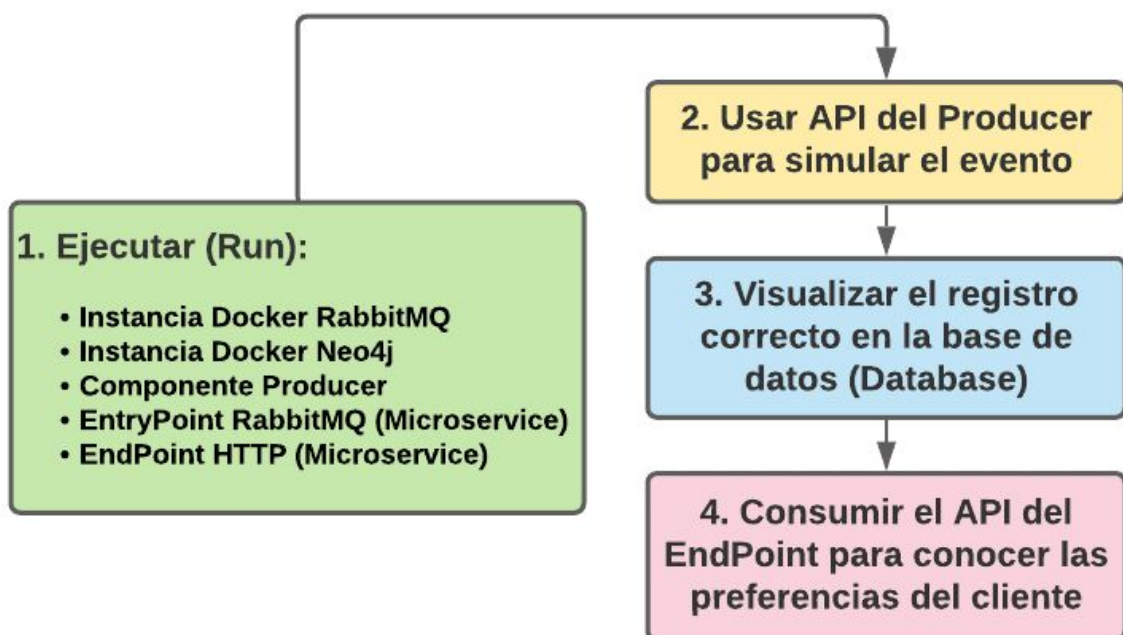 1. Ejecutar (Run):
• Instancia Docker RabbitMQ
• Instancia Docker Neo4j
• Componente Producer
• EntryPoint RabbitMQ (Microservice)
• EndPoint HTTP (Microservice)
2. Usar API del Producer
para simular el evento
3. Visualizar el registro
correcto en la base de
datos (Database)
4. Consumir el API del
EndPoint para conocer las
preferencias del cliente